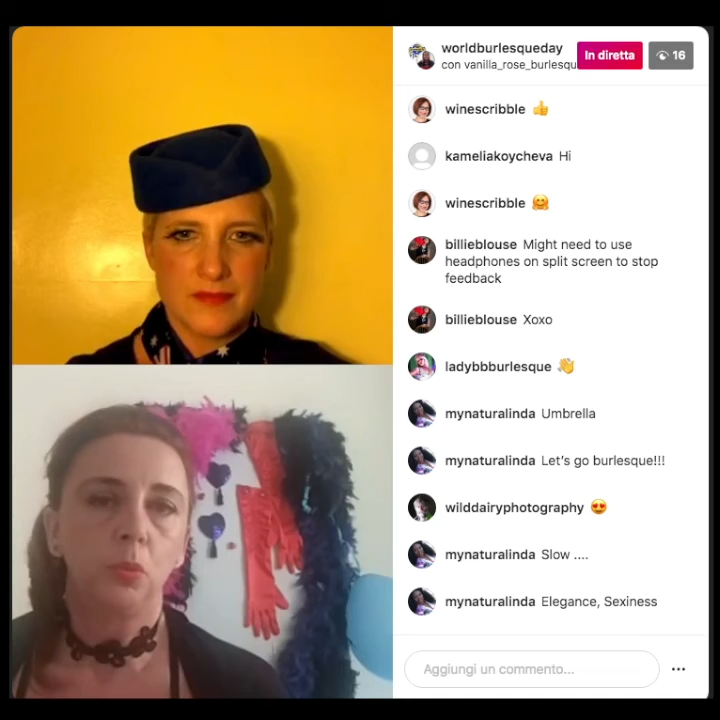 worldburlesqueday
con vanilla_rose_burlesqu
In diretta
16
winescribble 👍
kameliakoycheva Hi
winescribble 🤗
billieblouse Might need to use
headphones on split screen to stop
feedback
billieblouse Xoxo
ladybbburlesque 👋
mynaturalinda Umbrella
mynaturalinda Let’s go burlesque!!!
wilddairyphotography 😍
mynaturalinda Slow ....
mynaturalinda Elegance, Sexiness
Aggiungi un commento...